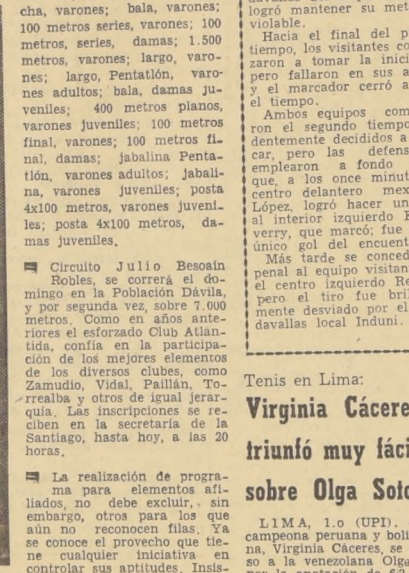 cha, varones; bala, varones;
100 metros series, varones; 100
metros, series, damas; 1.500
metros, varones; largo, varo-
nes; largo, Pentatlón, varo-
nes adultos; bala, damas ju-
veniles; 400 metros planos,
varones juveniles; 100 metros
final, varones; 100 metros fi-
nal, damas; jabalina Penta-
tlón, varones adultos; jabali-
na, varones juveniles; posta
4x100 metros, varones juveni-
les; posta 4x100 metros, da-
mas juveniles.
Circuito Julio Besoain
Robles, se correrá el do-
mingo en la Población Dávila,
y por segunda vez, sobre 7.000
metros. Como en años ante-
riores el esforzado Club Atlan-
tida, confía en la participa-
ción de los mejores elementos
de los diversos clubes, como
Zamudio, Vidal, Paillán, To-
rrealba y otros de igual jerar-
quía. Las inscripciones se re-
ciben en la secretaría de la
Santiago, hasta hoy, a las 20
horas.
La realización de progra-
ma para elementos afi-
liados, no debe excluir, sin
embargo, otros para los que
aún no reconocen filas. Ya
se conoce el provecho que tie-
ne cualquier iniciativa en
controlar sus aptitudes. Insis-
logró mantener su met
violable.
Hacia el final del p
tiempo, los visitantes co
zaron a tomar la inici
pero fallaron en sus a
y el marcador cerró a
el tiempo.
Ambos equipos com
ron el segundo tiempo
dentemente decididos a
car, pero las defens
emplearon a fondo
que, a los once minut
centro delantero mex
López, logró hacer un
al interior izquierdo
verry, que marcó; fue
único gol del encuent
Más tarde se conced
penal al equipo visitan
el centro izquierdo Re
pero el tiro fue bril
mente desviado por el
davallas local Induni.
Tenis en Lima:
Virginia Cácere
triunfó muy fáci
sobre Olga Soto
LIMA, 1.o (UPI).
campeona peruana y boli
na, Virginia Cáceres, se
so a la venezolana Olga